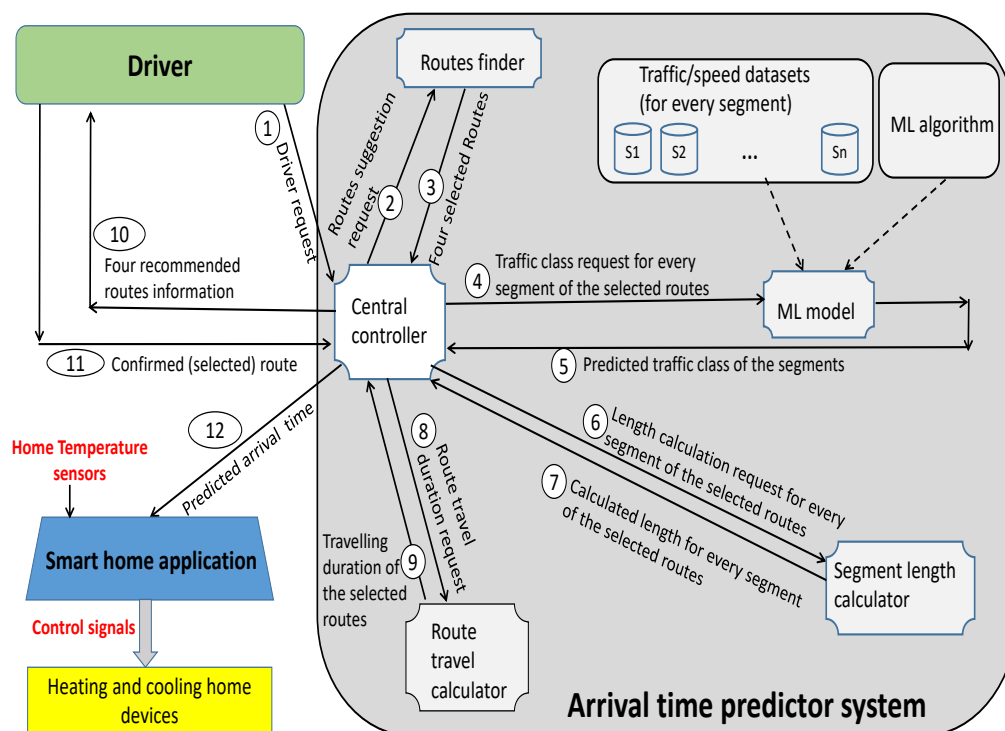 Driver
Routes finder
Traffic/speed datasets
(for every segment)
S1
S2
...
Sn
ML algorithm
1
Driver request
Routes suggestion
request
2
3
Four selected Routes
10
Four recommended
routes information
Central
controller
4
Traffic class request for every
segment of the selected routes
ML model
11
Confirmed (selected) route
5
Predicted traffic class of the segments
12
Predicted arrival time
8
Route travel
duration request
6
Length calculation request for every
segment of the selected routes
7
Calculated length for every segment
of the selected routes
Home Temperature
sensors
Smart home application
Travelling
duration of
the selected
routes
9
Segment length
calculator
Control signals
Route
travel
calculator
Heating and cooling home
devices
Arrival time predictor system